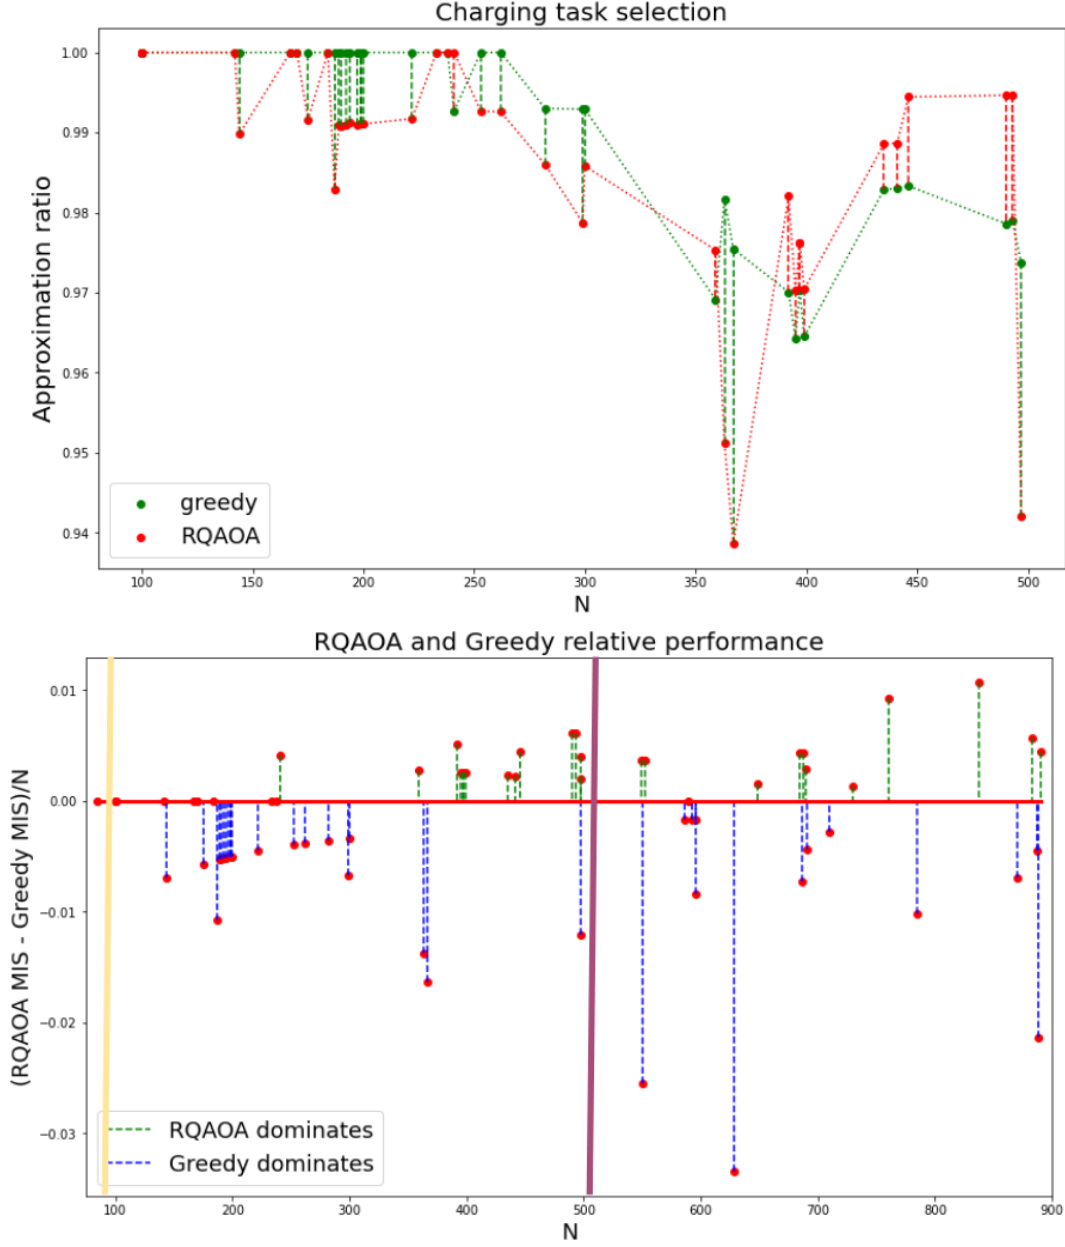 Charging task selection
1.00
0.99
0.98
0.97
0.96
0.95
0.94
Approximation ratio
greedy
RQAOA
100 150 200 250 300 350 400 450 500
N
RQAOA and Greedy relative performance
0.01
0.00
−0.01
−0.02
−0.03
(RQAOA MIS - Greedy MIS)/N
RQAOA dominates
Greedy dominates
100 200 300 400 500 600 700 800 900
N